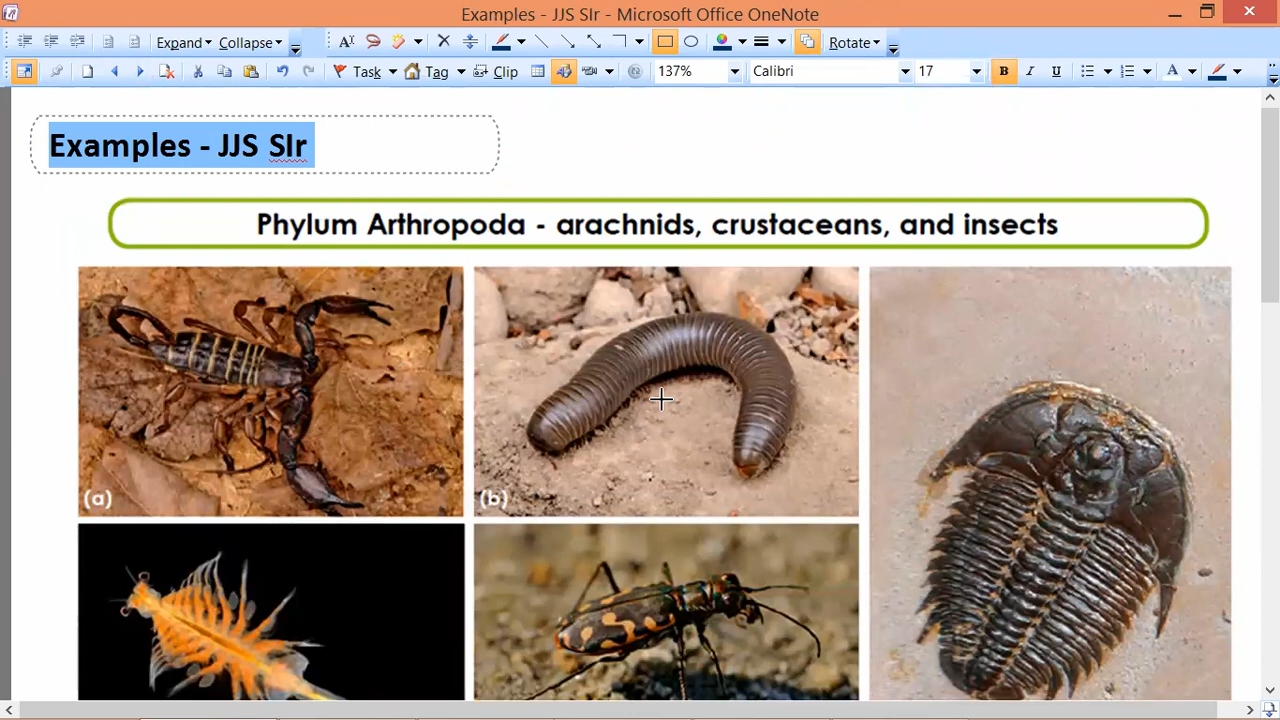 Examples - JJS SIr - Microsoft Office OneNote
Expand Collapse Rotate
Task Tag Clip 137% Calibri 17 B I U A
Examples - JJS SIr
Phylum Arthropoda - arachnids, crustaceans, and insects
(a) (b)